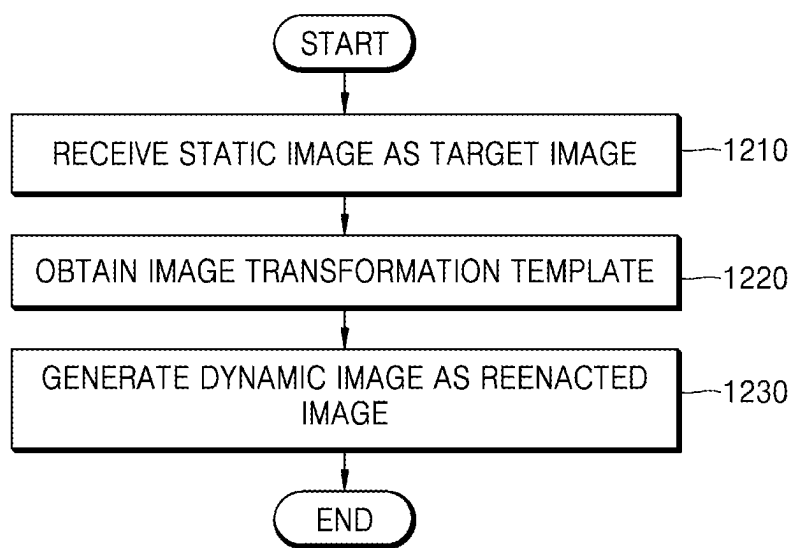 START
RECEIVE STATIC IMAGE AS TARGET IMAGE
1210
OBTAIN IMAGE TRANSFORMATION TEMPLATE
1220
GENERATE DYNAMIC IMAGE AS REENACTED
IMAGE
1230
END